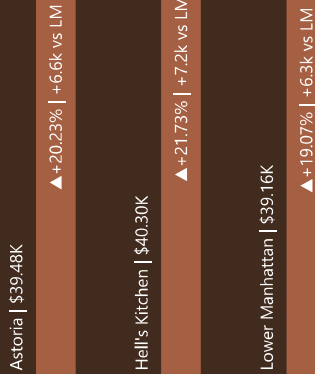 Astoria | $39.48K
▲+20.23% | +6.6k vs LM
Hell's Kitchen | $40.30K
▲+21.73% | +7.2k vs LM
Lower Manhattan | $39.16K
▲+19.07% | +6.3k vs LM